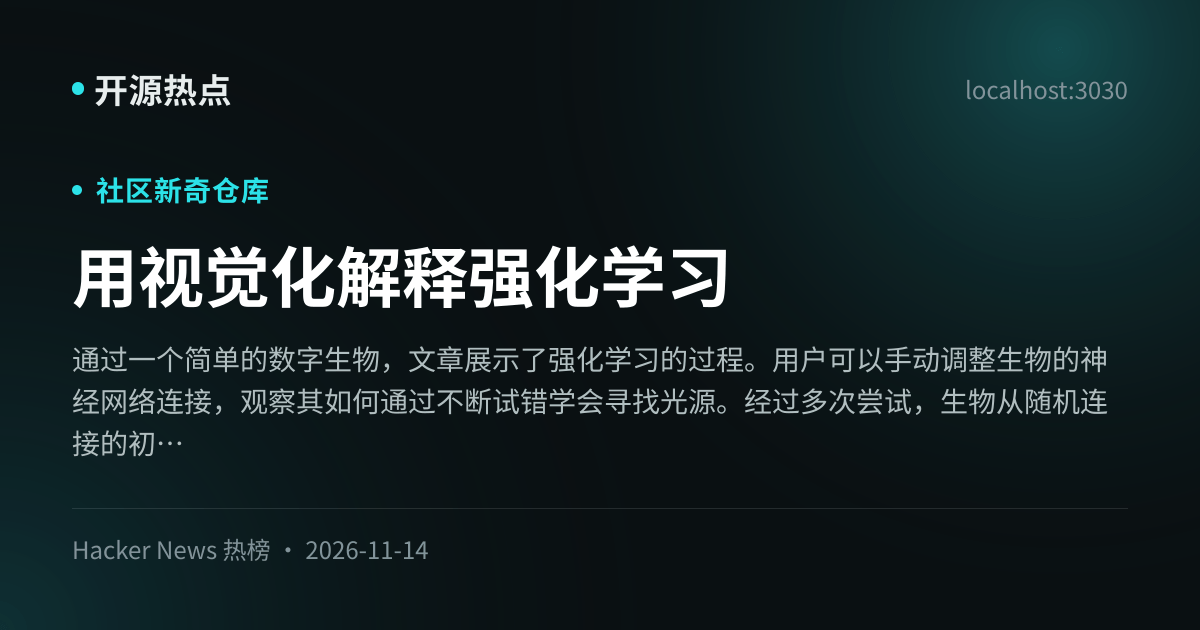 开源热点
localhost:3030
社区新奇仓库
用视觉化解释强化学习
通过一个简单的数字生物，文章展示了强化学习的过程。用户可以手动调整生物的神
经网络连接，观察其如何通过不断试错学会寻找光源。经过多次尝试，生物从随机连
接的初…
Hacker News 热榜 • 2026-11-14